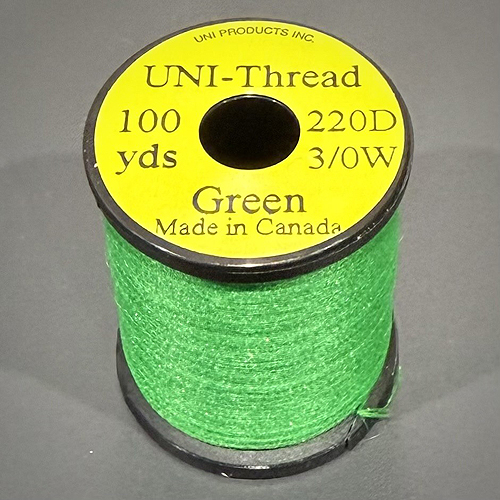 UNI PRODUCTS INC.
UNI-Thread
100 220D
yds 3/0W
Green
Made in Canada